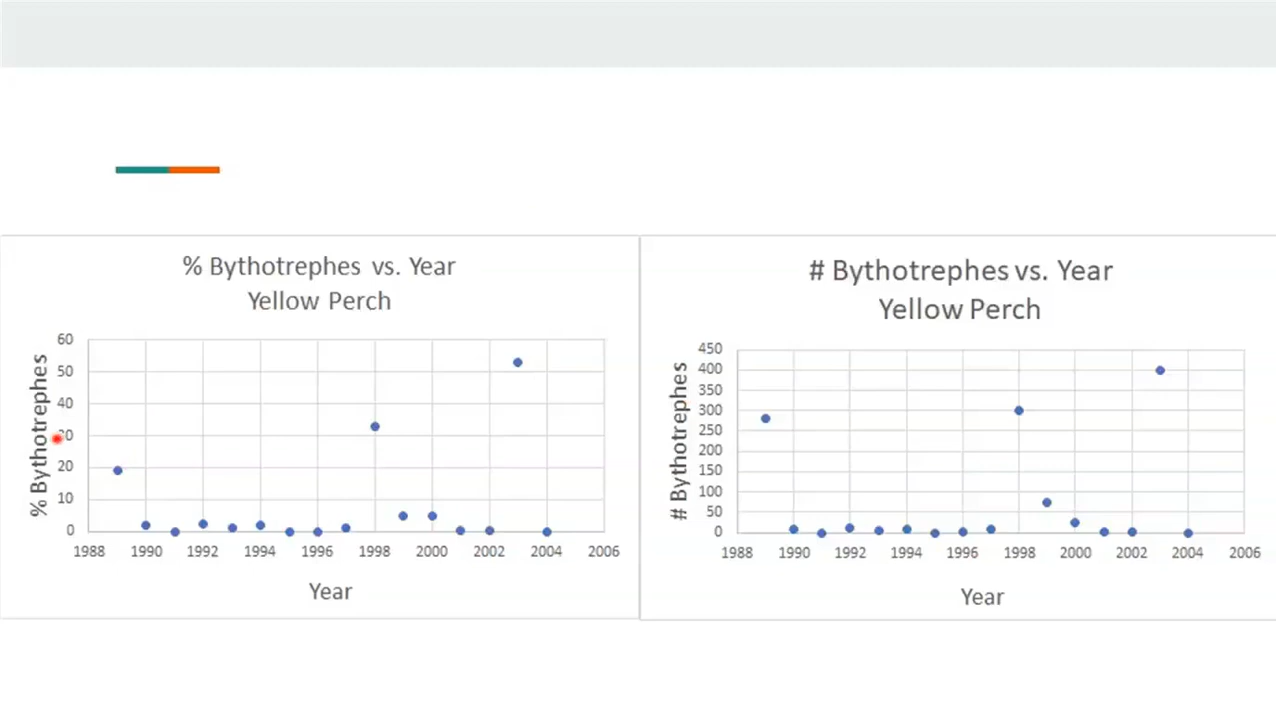 % Bythotrephes vs. Year
Yellow Perch
% Bythotrephes
60
50
40
20
10
0
1988 1990 1992 1994 1996 1998 2000 2002 2004 2006
Year
# Bythotrephes vs. Year
Yellow Perch
# Bythotrephes
450
400
350
300
250
200
150
100
50
0
1988 1990 1992 1994 1996 1998 2000 2002 2004 2006
Year